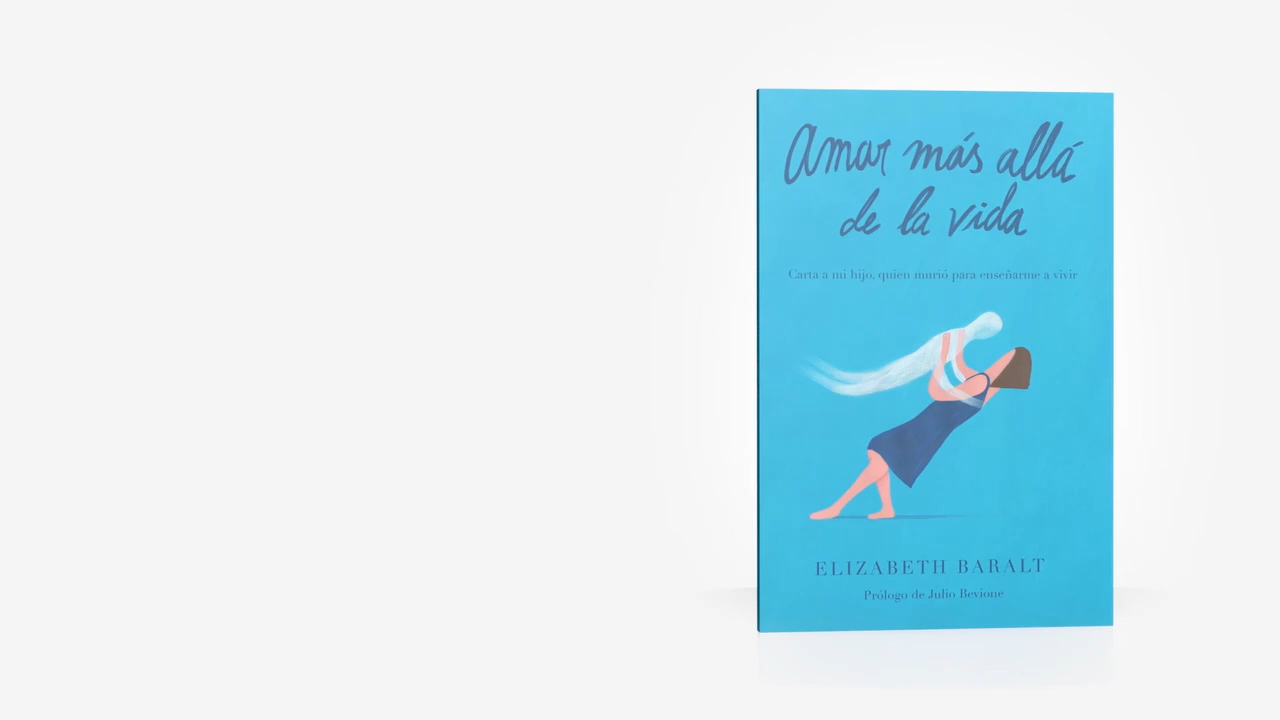 Amar más allá
de la vida
Carta a mi hijo, quien murió para enseñarme a vivir
ELIZABETH BARALT
Prólogo de Julio Bevione